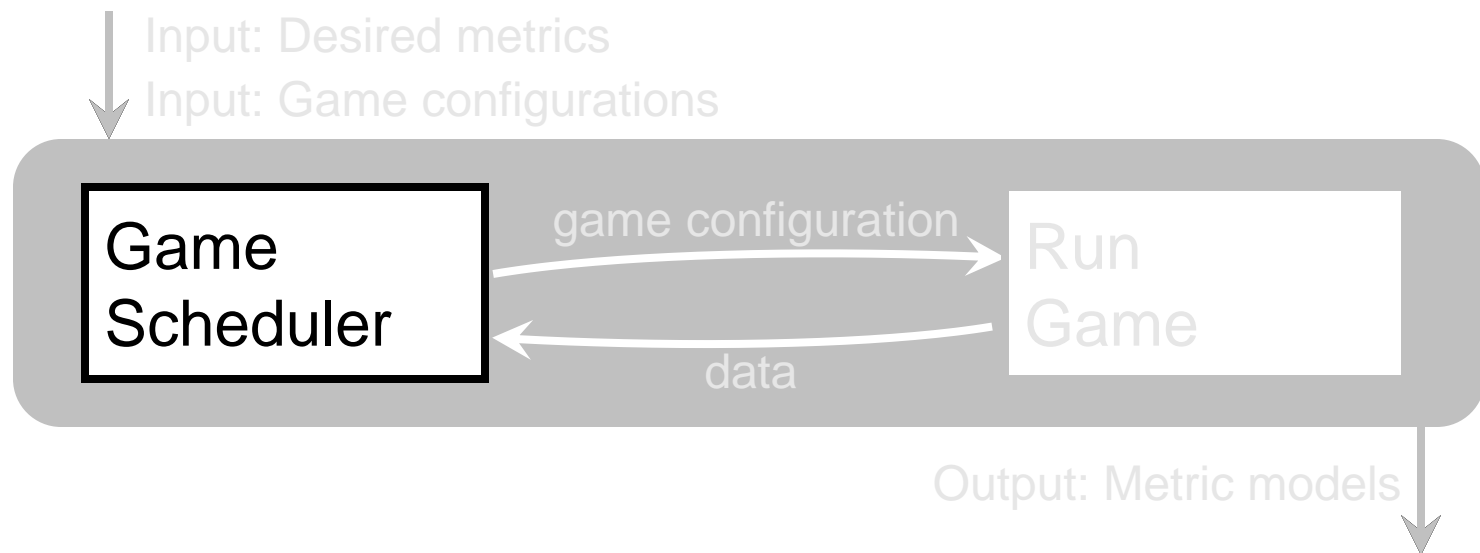 Input: Desired metrics
Input: Game configurations
game configuration
Game
Scheduler
Run
Game
data
Output: Metric models